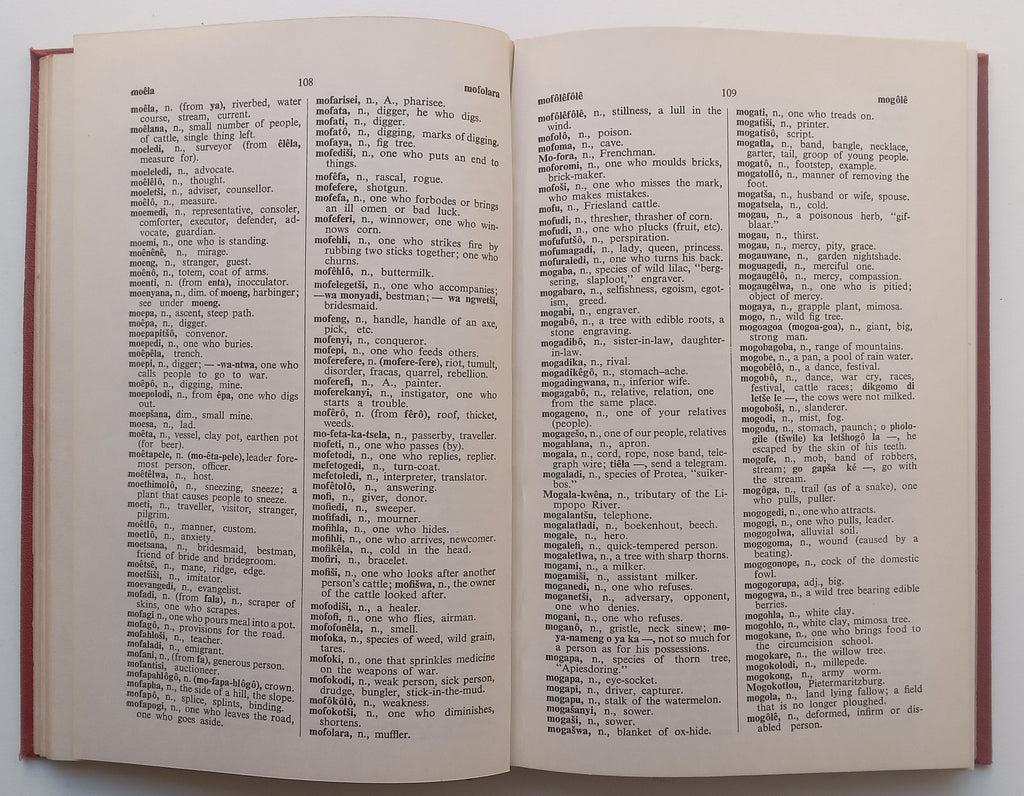 moêla
108
mofolara
moêla, n. (from ya), riverbed, water
course, stream, current.
moêlana, n., small number of people,
of cattle, single thing left.
moeledi, n., surveyor (from êlêla,
measure for).
moeleledi, n., advocate.
moêlêlô, n., thought.
moeletši, n., adviser, counsellor.
moêlô, n., measure.
moemedi, n., representative, consoler,
comforter, executor, defender, ad-
vocate, guardian.
moemi, n., one who is standing.
moênênê, n., mirage.
moeng, n., stranger, guest.
moênô, n., totem, coat of arms.
moenti, n. (from enta), inocculator.
moenyana, n., dim. of moeng, harbinger;
see under moeng.
moepa, n., ascent, steep path.
moêpa, n., digger.
moepapitšô, n., convenor.
moepedi, n., one who buries.
moêpêla, n., trench.
moepi, n., digger; — -wa-ntwa, one who
calls people to go to war.
moêpô, n., digging, mine.
moepolodi, n., from êpa, one who digs
out.
moepšana, dim., small mine.
moesa, n., lad.
moêta, n., vessel, clay pot, earthen pot
(for beer).
moêtapele, n. (mo-êta-pele), leader fore-
most person, officer.
moêtêlwa, n., host.
moethimolô, n., sneezing, sneeze; a
plant that causes people to sneeze.
moeti, n., traveller, visitor, stranger,
pilgrim.
moêtlô, n., manner, custom.
moetlô, n., anxiety.
moetsana, n., bridesmaid, bestman,
friend of bride and bridegroom.
moêtsê, n., mane, ridge, edge.
moetšiši, n., imitator.
moevangedi, n., evangelist.
mofadi, n. (from fala), n., scraper of
skins, one who scrapes.
mofagi n., one who pours meal into a pot.
mofagô, n., provisions for the road.
mofahloši, n., teacher.
mofaladi, n., emigrant.
mofani, n., (from fa), generous person.
mofantisi, auctioneer.
mofapahlôgô, n. (mo-fapa-hlôgô), crown.
mofapha, n., the side of a hill, the slope.
mofapô, n., splice, splints, binding.
mofapogi, n., one who leaves the road,
one who goes aside.
mofarisei, n., A., pharisee.
mofata, n., digger, he who digs.
mofati, n., digger.
mofatô, n., digging, marks of digging.
mofaya, n., fig tree.
mofediši, n., one who puts an end to
things.
mofêfa, n., rascal, rogue.
mofefere, shotgun.
mofefa, n., one who forbodes or brings
an ill omen or bad luck.
mofeferi, n., winnower, one who win-
nows corn.
mofehli, n., one who strikes fire by
rubbing two sticks together; one who
churns.
mofêhlô, n., buttermilk.
mofelegetši, n., one who accompanies;
—wa monyadi, bestman; — wa ngwetši,
bridesmaid.
mofeng, n., handle, handle of an axe,
pick, etc.
mofenyi, n., conqueror.
mofepi, n., one who feeds others.
moferefere, n. (mofere-fere), riot, tumult,
disorder, fracas, quarrel, rebellion.
moferefi, n., A., painter.
moferekanyi, n., instigator, one who
starts a trouble.
mofêrô, n. (from fêrô), roof, thicket,
weeds.
mo-feta-ka-tsela, n., passerby, traveller.
mofeti, n., one who passes (by).
mofetodi, n., one who replies, replier.
mefetogedi, n., turn-coat.
mefetoledi, n., interpreter, translator.
mofêtolô, n., answering.
mofi, n., giver, donor.
mofiedi, n., sweeper.
mofifadi, n., mourner.
mofihla, n., one who hides.
mofihli, n., one who arrives, newcomer.
mofikêla, n., cold in the head.
mofiri, n., bracelet.
mofiši, n., one who looks after another
person's cattle; mofišwa, n., the owner
of the cattle looked after.
mofodiši, n., a healer.
mofofi, n., one who flies, airman.
mofofonêla, n., smell.
mofoka, n., species of weed, wild grain,
tares.
mofoki, n., one that sprinkles medicine
on the weapons of war.
mofokodi, n., weak person, sick person,
drudge, bungler, stick-in-the-mud.
mofôkôlô, n., weakness.
mofokotši, n., one who diminishes,
shortens.
mofolara, n., muffler.
mofôlêfôlê
109
mogôlê
mofôlêfôlê, n., stillness, a lull in the
wind.
mofolô, n., poison.
mofoma, n., cave.
Mo-fora, n., Frenchman.
moforomi, n., one who moulds bricks,
brick-maker.
mofoši, n., one who misses the mark,
who makes mistakes.
mofu, n., Friesland cattle.
mofudi, n., thresher, thrasher of corn.
mofudi, n., one who plucks (fruit, etc).
mofufutšô, n., perspiration.
mofumagadi, n., lady, queen, princess.
mofuraledi, n., one who turns his back.
mogaba, n., species of wild lilac, "berg-
sering, slaploot," engraver.
mogabaro, n., selfishness, egoism, egot-
ism, greed.
mogabi, n., engraver.
mogabô, n., a tree with edible roots, a
stone engraving.
mogadibô, n., sister-in-law, daughter-
in-law.
mogadika, n., rival.
mogadikêgô, n., stomach-ache.
mogadingwana, n., inferior wife.
mogagabô, n., relative, relation, one
from the same place.
mogageno, n., one of your relatives
(people).
mogagešo, n., one of our people, relatives
mogahlana, n., apron.
mogala, n., cord, rope, nose band, tele-
graph wire; tiêla —, send a telegram.
mogaladi, n., species of Protea, "suiker-
bos."
Mogala-kwêna, n., tributary of the Li-
mpopo River.
mogalantšu, n., telephone.
mogalatladi, n., boekenhout, beech.
mogale, n., hero.
mogalefi, n., quick-tempered person.
mogaletlwa, n., a tree with sharp thorns.
mogami, n., a milker.
mogamiši, n., assistant milker.
moganedi, n., one who refuses.
moganetši, n., adversary, opponent,
one who denies.
mogani, n., one who refuses.
moganô, n., gristle, neck sinew; mo-
ya-nameng o ya ka —, not so much for
a person as for his possessions.
mogapa, n., species of thorn tree,
"Apiesdoring."
mogapa, n., eye-socket.
mogapi, n., driver, capturer.
mogapu, n., stalk of the watermelon.
mogašanyi, n., sower.
mogaši, n., sower.
mogašwa, n., blanket of ox-hide.
mogati, n., one who treads on.
mogatiši, n., printer.
mogatisô, n., script.
mogatla, n., band, bangle, necklace,
garter, tail, groop of young people.
mogatô, n., footstep, example.
mogatollô, n., manner of removing the
foot.
mogatša, n., husband or wife, spouse.
mogatsela, n., cold.
mogau, n., a poisonous herb, "gif-
blaar."
mogau, n., thirst.
mogau, n., mercy, pity, grace.
mogauwane, n., garden nightshade.
moguagedi, n., merciful one.
mogaugêlô, n., mercy, compassion.
mogaugêlwa, n., one who is pitied;
object of mercy.
mogaya, n., grapple plant, mimosa.
mogo, n., wild fig tree.
mogoagoa (mogoa-goa), n., giant, big,
strong man.
mogobagoba, n., range of mountains.
mogobe, n., a pan, a pool of rain water.
mogobêlô, n., a dance, festival.
mogobô, n., dance, war cry, races,
festival, cattle races; dikgomo di
letše le —, the cows were not milked.
mogoboši, n., slanderer.
mogodi, n., mist, fog.
mogodu, n., stomach, paunch; o pholo-
gile (tšwile) ka letšhogô la —, he
escaped by the skin of his teeth.
mogofe, n., mob, band of robbers,
stream; go gapša ké —, go with
the stream.
mogôga, n., trail (as of a snake), one
who pulls, puller.
mogogedi, n., one who attracts.
mogogi, n., one who pulls, leader.
mogogolwa, alluvial soil.
mogogoma, n., wound (caused by a
beating).
mogogonope, n., cock of the domestic
fowl.
mogogorupa, adj., big.
mogogwa, n., a wild tree bearing edible
berries.
mogohla, n., white clay.
mogohlo, n., white clay, mimosa tree.
mogokane, n., one who brings food to
the circumcision school.
mogokare, n., the willow tree.
mogokolodi, n., millepede.
mogokong, n., army worm.
Mogokotlou, Pietermaritzburg.
mogola, n., land lying fallow; a field
that is no longer ploughed.
mogôlê, n., deformed, infirm or dis-
abled person.